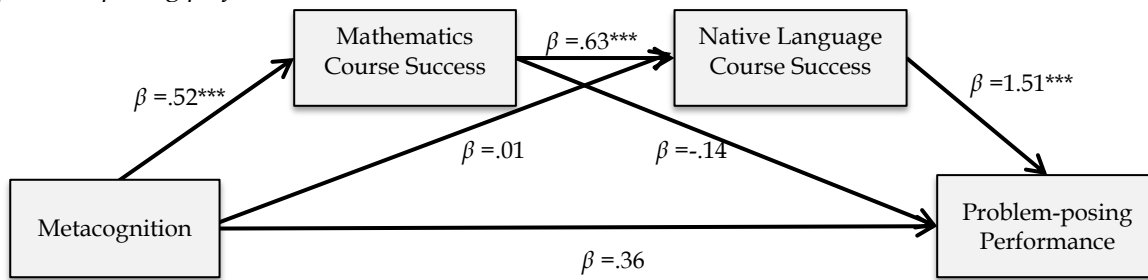 Mathematics
Course Success
β =.63***
Native Language
Course Success
β =.52***
β =1.51***
β =.01
β =-.14
Metacognition
Problem-posing
Performance
β =.36